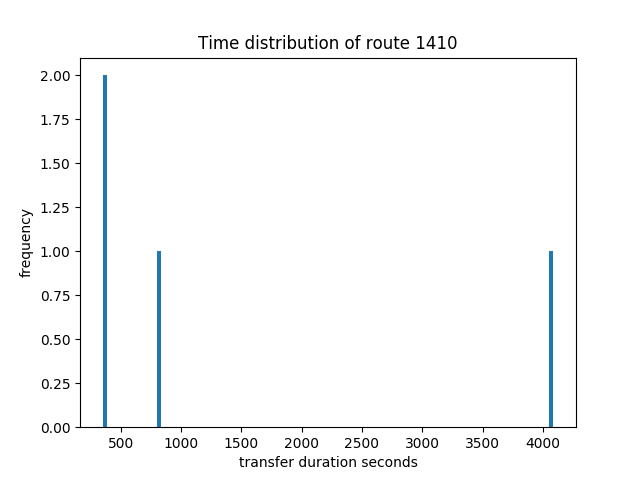 Time distribution of route 1410
2.00
1.75
1.50
1.25
1.00
0.75
0.50
0.25
0.00
frequency
500 1000 1500 2000 2500 3000 3500 4000
transfer duration seconds